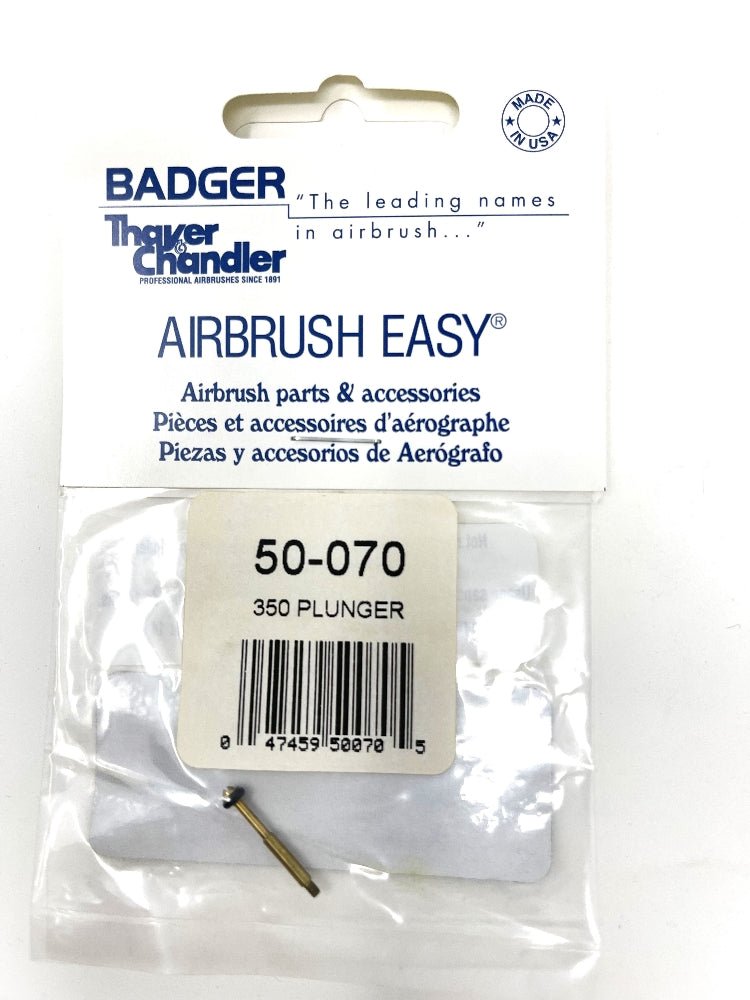 MADE
IN USA
BADGER
"The leading names
in airbrush..."
Thayer
& Chandler
PROFESSIONAL AIRBRUSHES SINCE 1891
AIRBRUSH EASY®
Airbrush parts & accessories
Pièces et accessoires d'aérographe
Piezas y accesorios de Aerógrafo
50-070
350 PLUNGER
0 47459 50070 5